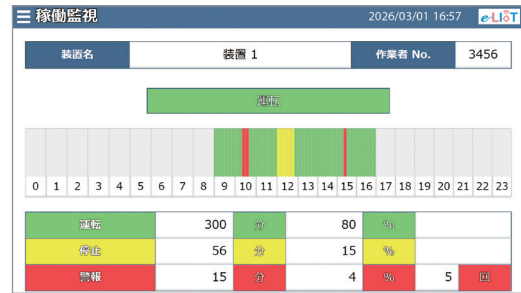 稼働監視 2026/03/01 16:57 e-LIoT
装置名 装置 1 作業者 No. 3456
運転
0 1 2 3 4 5 6 7 8 9 10 11 12 13 14 15 16 17 18 19 20 21 22 23
運転 300 分 80 %
停止 56 分 15 %
警報 15 分 4 % 5 回